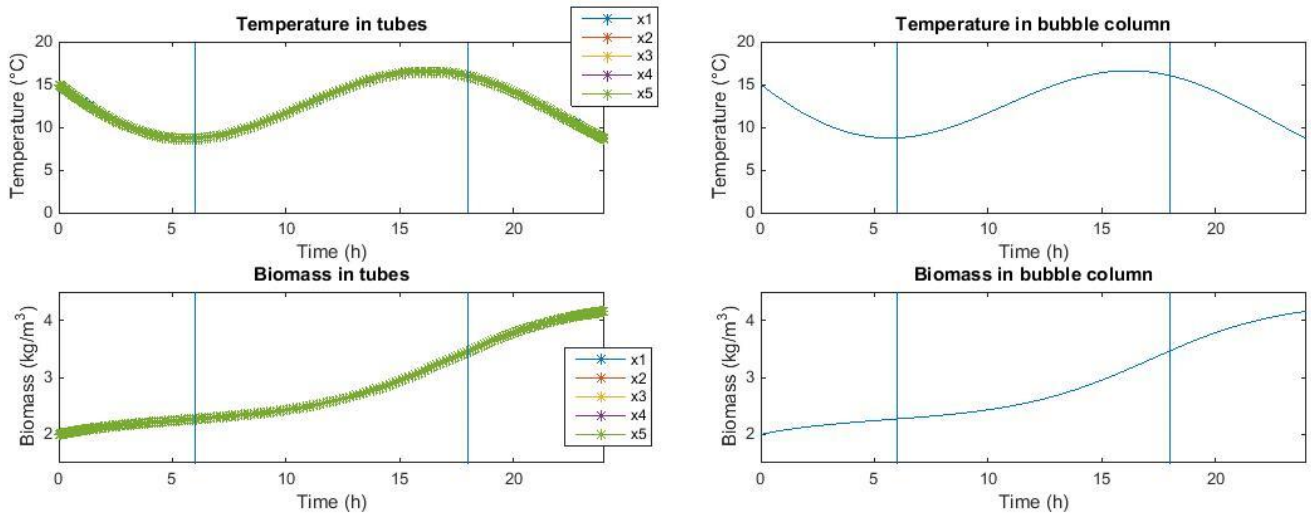 Temperature in tubes
Temperature (°C)
20
15
10
5
0
0 5 10 15 20
Time (h)
x1
x2
x3
x4
x5
Temperature in bubble column
Temperature (°C)
20
15
10
5
0
0 5 10 15 20
Time (h)
Biomass in tubes
Biomass (kg/m³)
4
3
2
0 5 10 15 20
Time (h)
x1
x2
x3
x4
x5
Biomass in bubble column
Biomass (kg/m³)
4
3
2
0 5 10 15 20
Time (h)